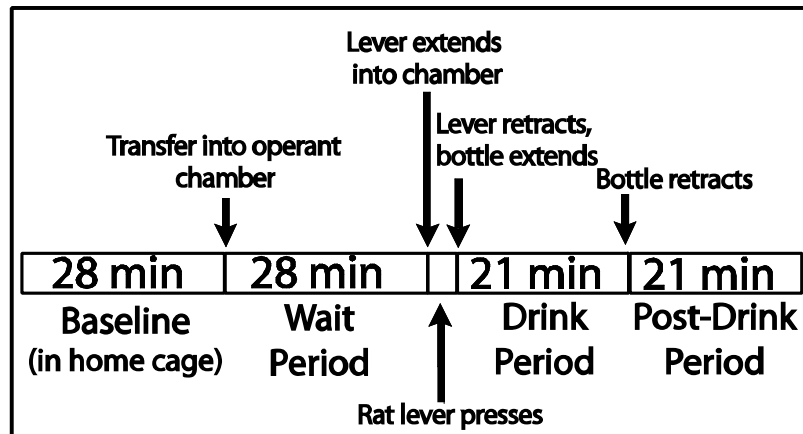 Lever extends
into chamber
Lever retracts,
bottle extends
Transfer into operant
chamber
Bottle retracts
28 min
28 min
21 min
21 min
Baseline
(in home cage)
Wait
Period
Drink
Period
Post-Drink
Period
Rat lever presses